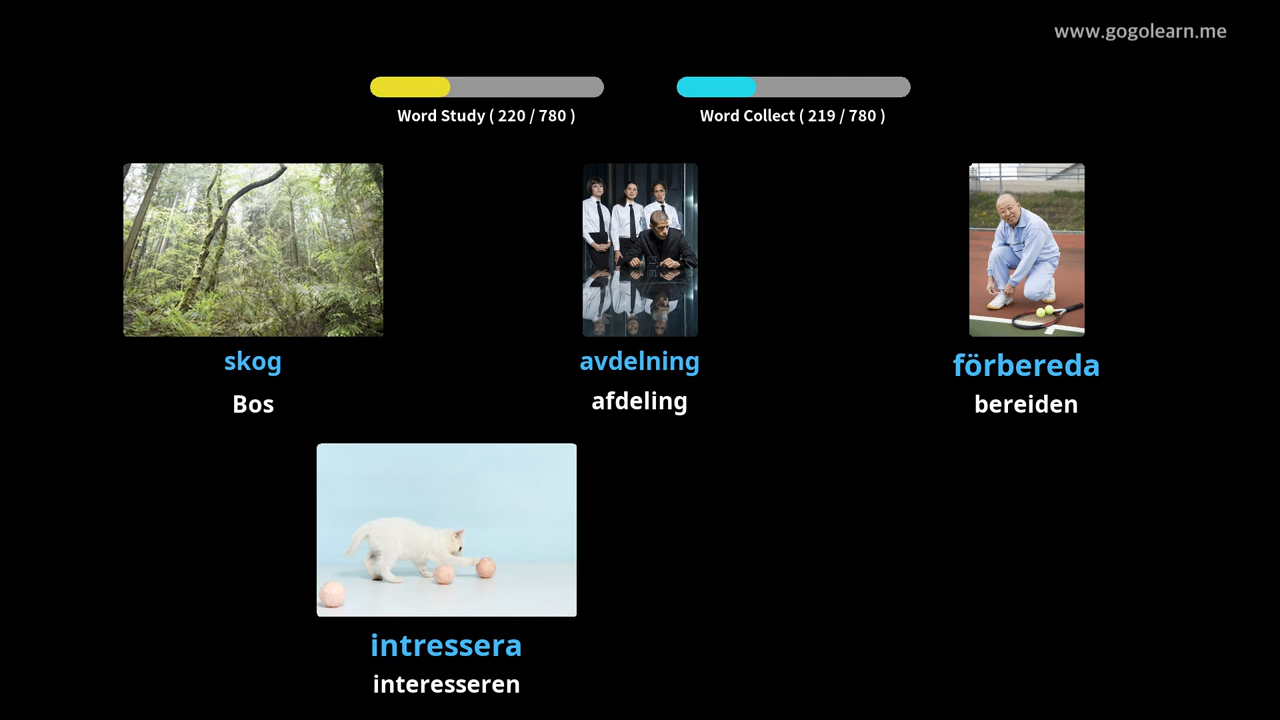 www.gogolearn.me
Word Study ( 220 / 780 )
Word Collect ( 219 / 780 )
skog
Bos
avdelning
afdeling
förbereda
bereiden
intressera
interesseren